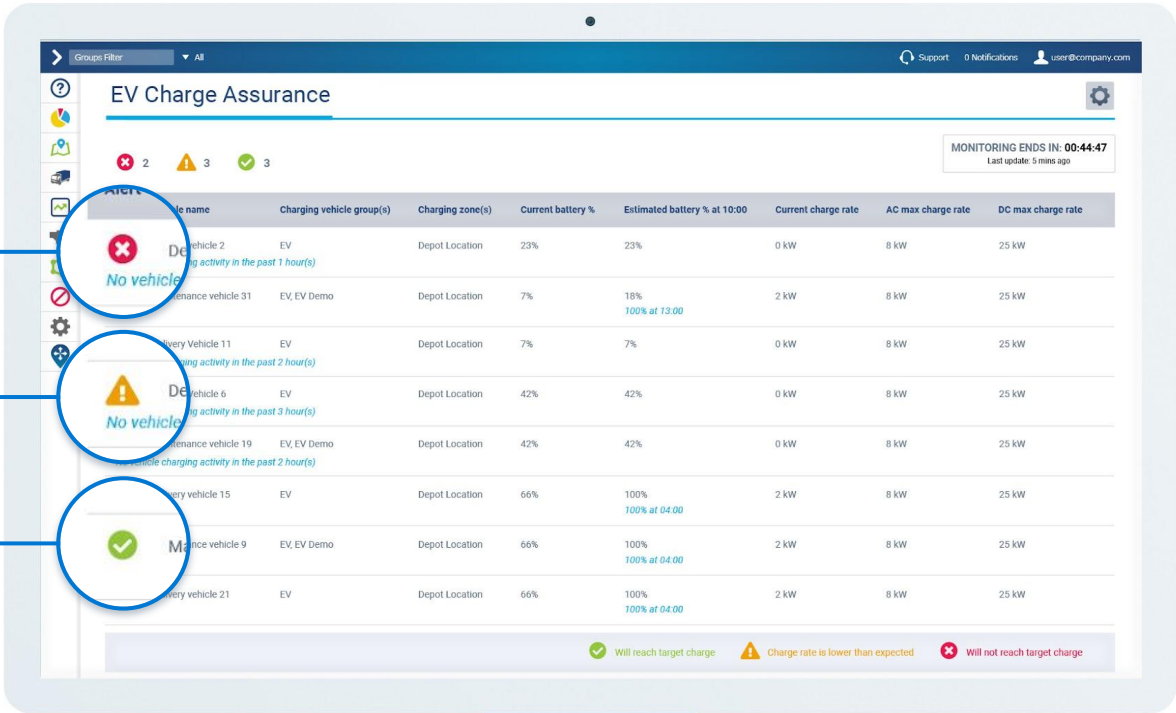 Groups Filter All Support 0 Notifications user@company.com
EV Charge Assurance
2 3 3
MONITORING ENDS IN: 00:44:47
Last update: 5 mins ago
Alert
le name Charging vehicle group(s) Charging zone(s) Current battery % Estimated battery % at 10:00 Current charge rate AC max charge rate DC max charge rate
De vehicle 2 EV Depot Location 23% 23% 0 kW 8 kW 25 kW
No vehicle ng activity in the past 1 hour(s)
tenance vehicle 31 EV, EV Demo Depot Location 7% 18% 2 kW 8 kW 25 kW
100% at 13:00
ivery Vehicle 11 EV Depot Location 7% 7% 0 kW 8 kW 25 kW
ging activity in the past 2 hour(s)
De Vehicle 6 EV Depot Location 42% 42% 0 kW 8 kW 25 kW
No vehicle ng activity in the past 3 hour(s)
tenance vehicle 19 EV, EV Demo Depot Location 42% 42% 0 kW 8 kW 25 kW
vehicle charging activity in the past 2 hour(s)
very vehicle 15 EV Depot Location 66% 100% 2 kW 8 kW 25 kW
100% at 04:00
Ma nce vehicle 9 EV, EV Demo Depot Location 66% 100% 2 kW 8 kW 25 kW
100% at 04:00
ivery vehicle 21 EV Depot Location 66% 100% 2 kW 8 kW 25 kW
100% at 04:00
Will reach target charge Charge rate is lower than expected Will not reach target charge